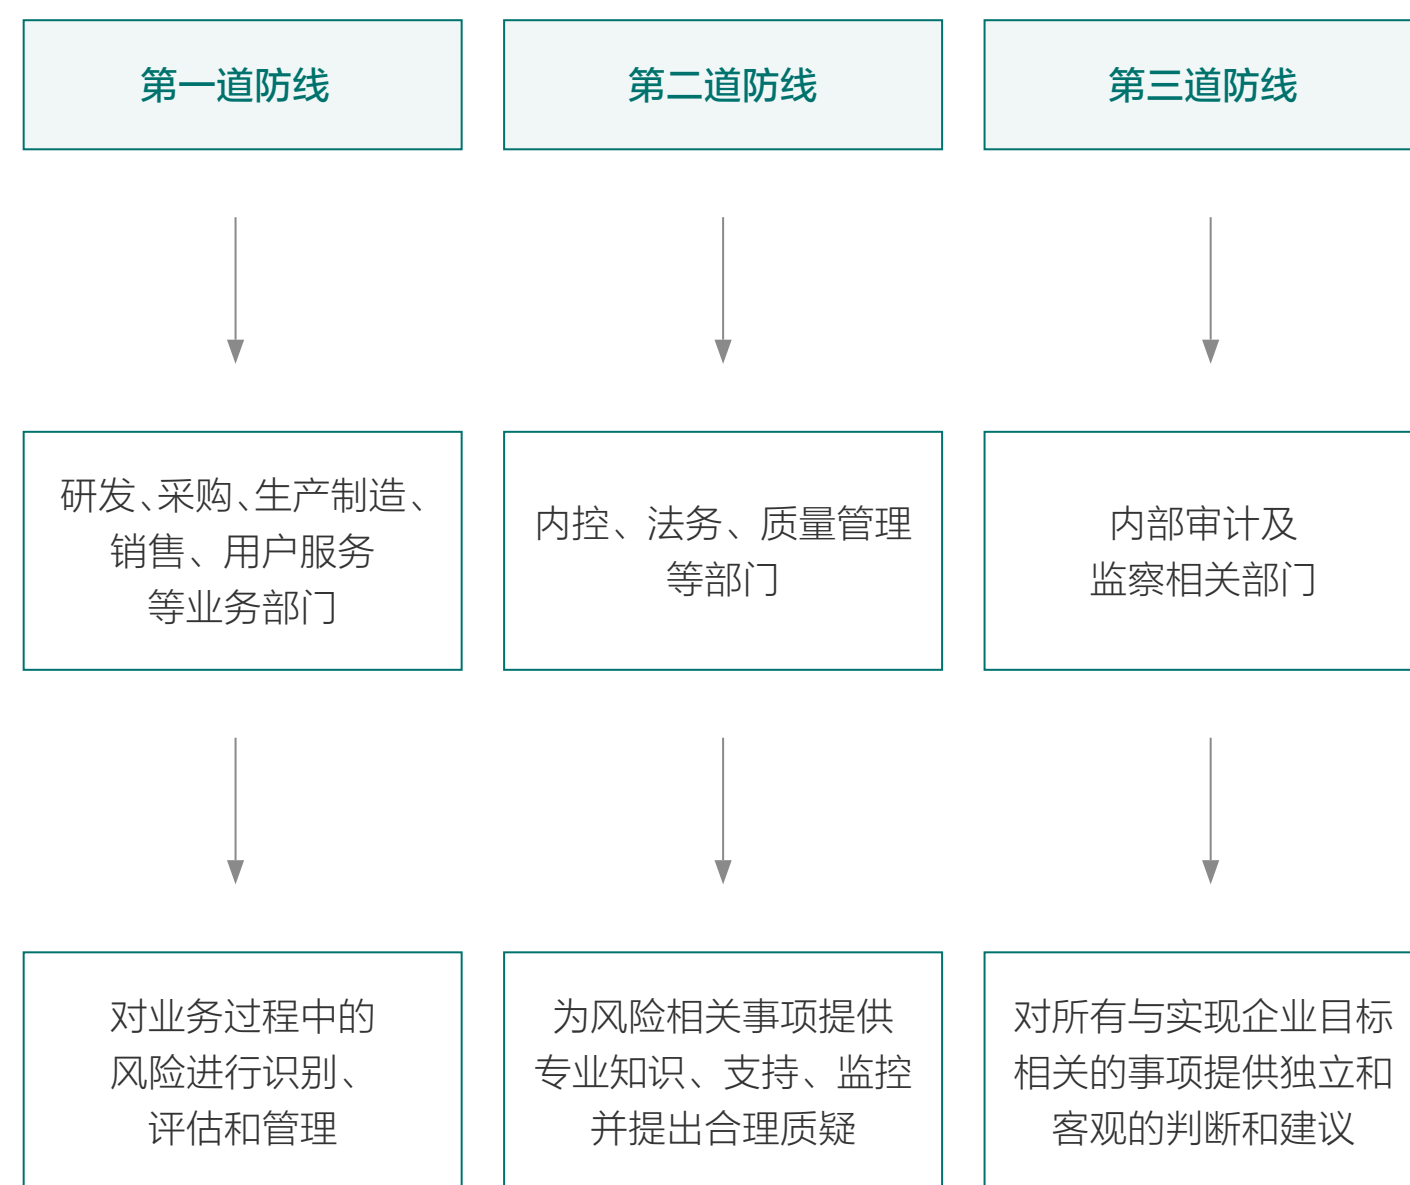 第一道防线
第二道防线
第三道防线
研发、采购、生产制造、
销售、用户服务
等业务部门
内控、法务、质量管理
等部门
内部审计及
监察相关部门
对业务过程中的
风险进行识别、
评估和管理
为风险相关事项提供
专业知识、支持、监控
并提出合理质疑
对所有与实现企业目标
相关的事项提供独立和
客观的判断和建议